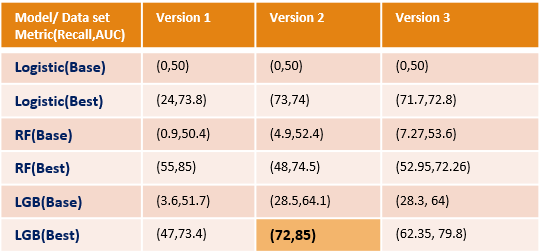 Model/ Data set Version 1 Version 2 Version 3
Metric(Recall,AUC)
Logistic(Base) (0,50) (0,50) (0,50)
Logistic(Best) (24,73.8) (73,74) (71.7,72.8)
RF(Base) (0.9,50.4) (4.9,52.4) (7.27,53.6)
RF(Best) (55,85) (48,74.5) (52.95,72.26)
LGB(Base) (3.6,51.7) (28.5,64.1) (28.3, 64)
LGB(Best) (47,73.4) (72,85) (62.35, 79.8)